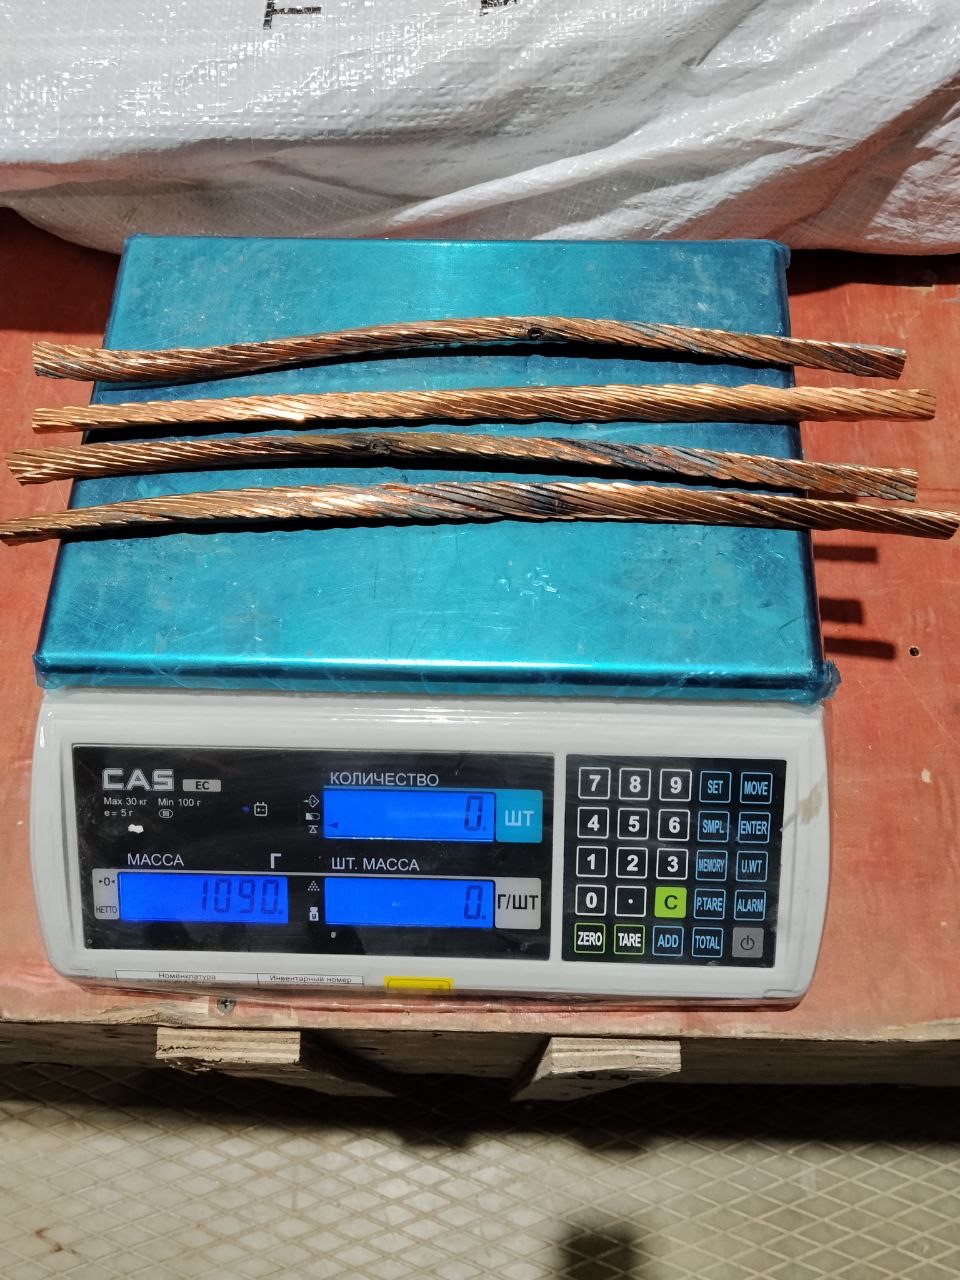 CAS EC
Max 30 кг Min 100 г
e = 5 г
КОЛИЧЕСТВО
0.
ШТ
МАССА Г
ШТ. МАССА
→0←
НЕТТО
1090.
0.
Г/ШТ
7 8 9 SET MOVE
4 5 6 SMPL ENTER
1 2 3 MEMORY U.WT
0 . C P.TARE ALARM
ZERO TARE ADD TOTAL
Номенклатура Инвентарный номер